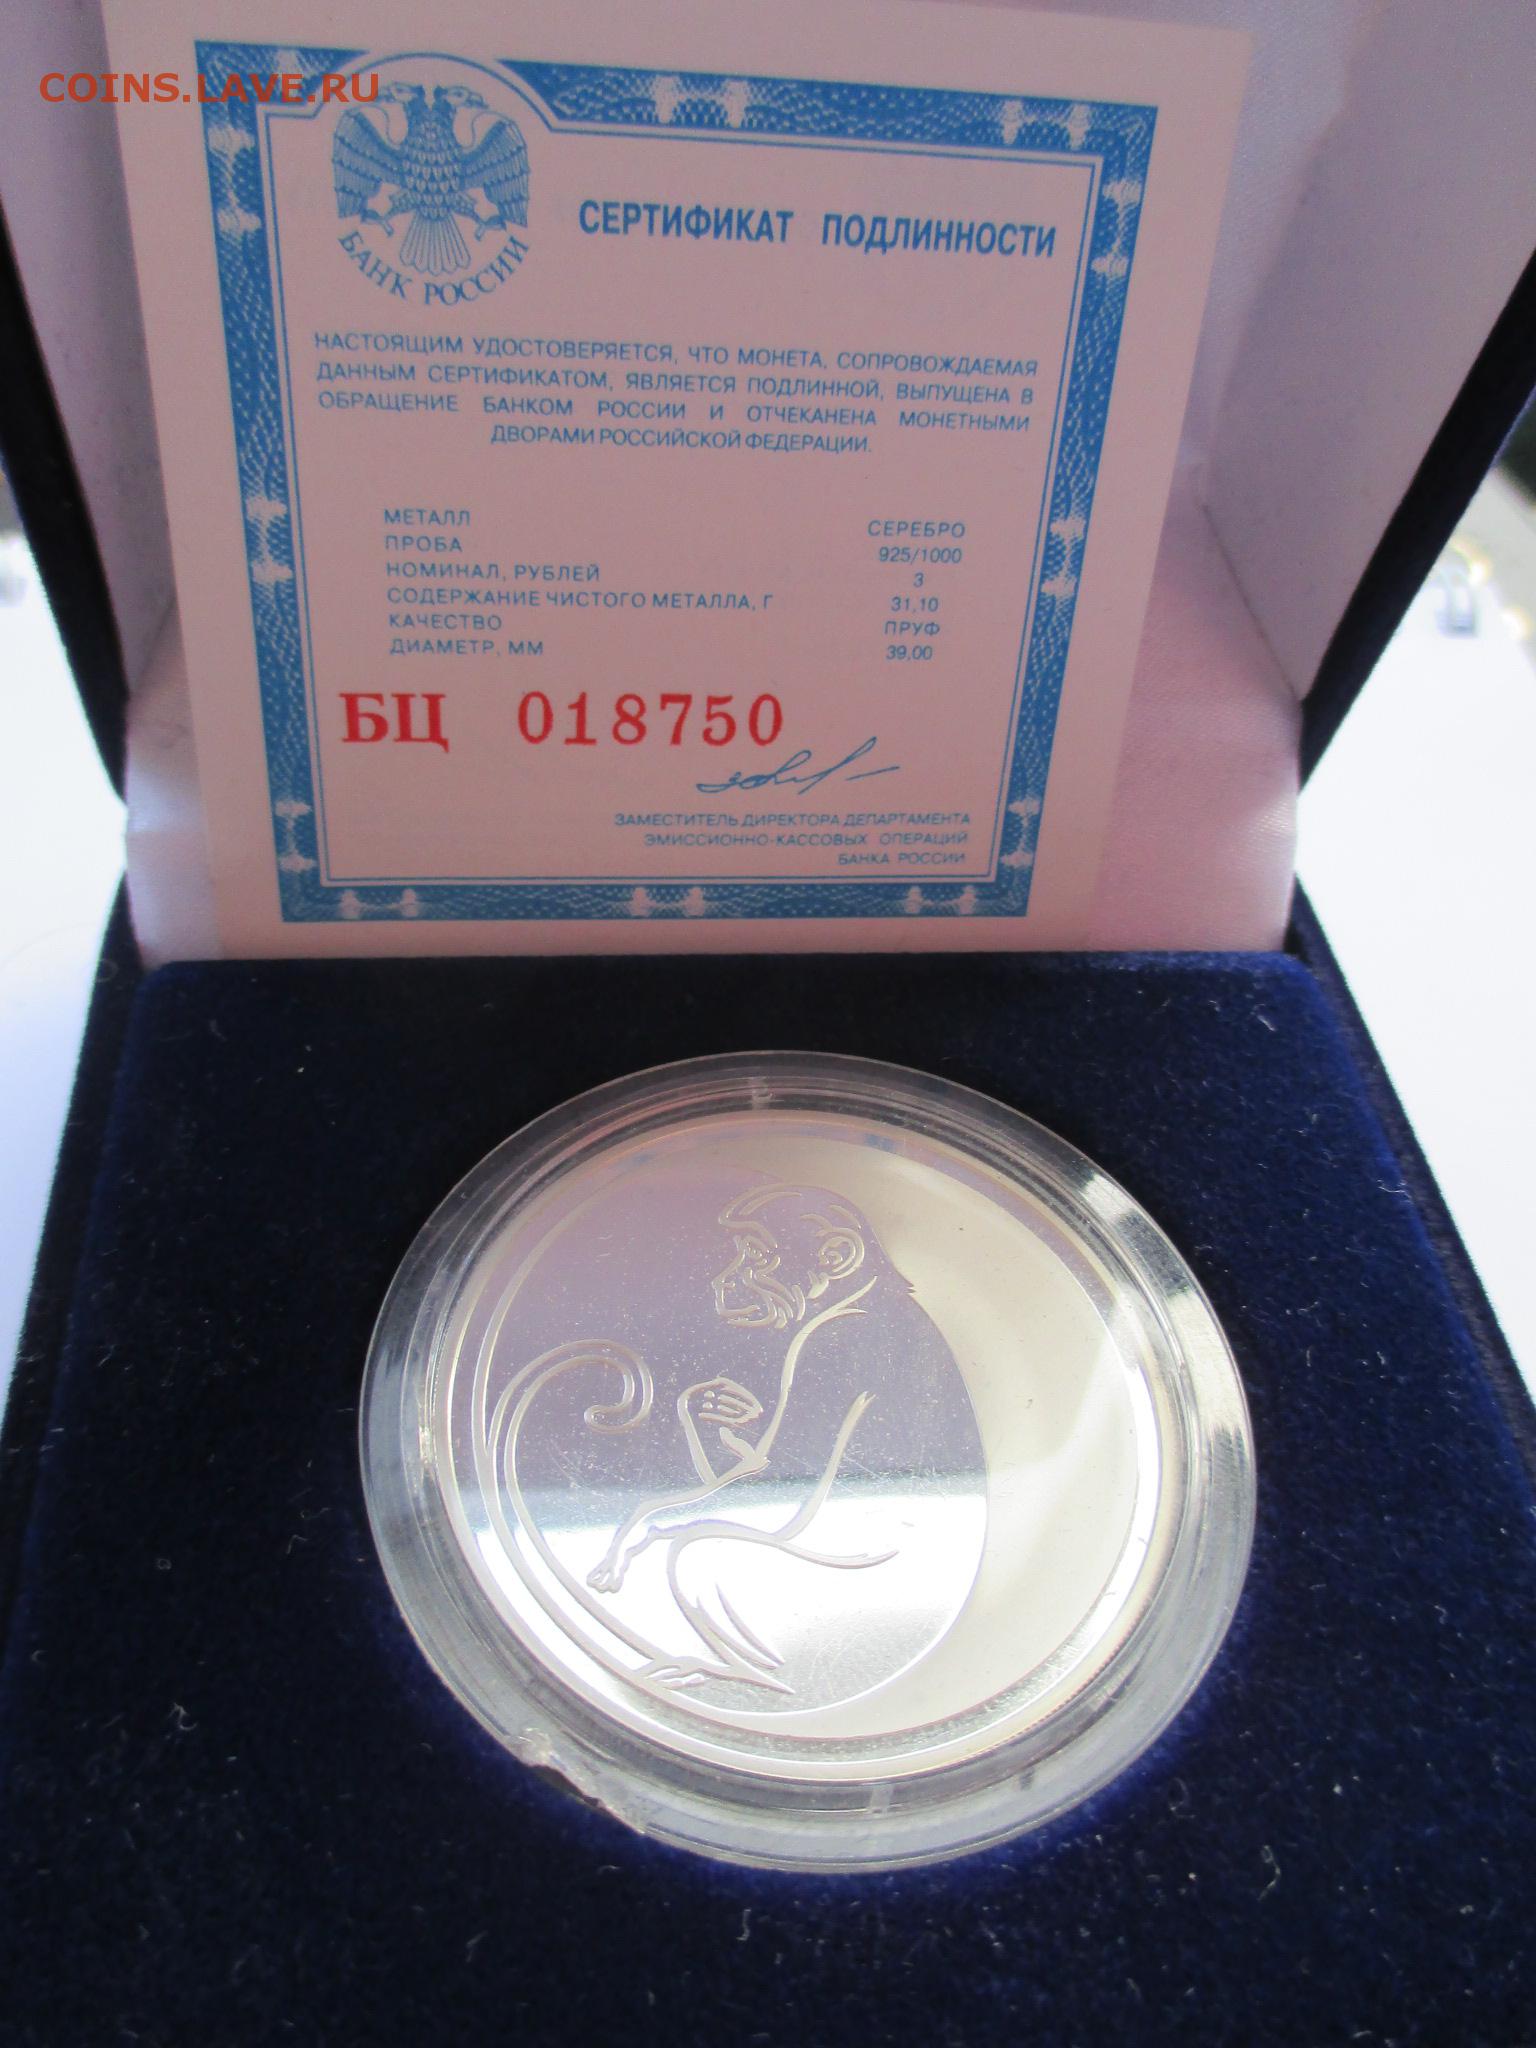 COINS.LAVE.RU
БАНК РОССИИ
СЕРТИФИКАТ ПОДЛИННОСТИ
НАСТОЯЩИМ УДОСТОВЕРЯЕТСЯ, ЧТО МОНЕТА, СОПРОВОЖДАЕМАЯ
ДАННЫМ СЕРТИФИКАТОМ, ЯВЛЯЕТСЯ ПОДЛИННОЙ, ВЫПУЩЕНА В
ОБРАЩЕНИЕ БАНКОМ РОССИИ И ОТЧЕКАНЕНА МОНЕТНЫМИ
ДВОРАМИ РОССИЙСКОЙ ФЕДЕРАЦИИ.
МЕТАЛЛ СЕРЕБРО
ПРОБА 925/1000
НОМИНАЛ, РУБЛЕЙ 3
СОДЕРЖАНИЕ ЧИСТОГО МЕТАЛЛА, Г 31,10
КАЧЕСТВО ПРУФ
ДИАМЕТР, ММ 39,00
БЦ 018750
ЗАМЕСТИТЕЛЬ ДИРЕКТОРА ДЕПАРТАМЕНТА
ЭМИССИОННО-КАССОВЫХ ОПЕРАЦИЙ
БАНКА РОССИИ